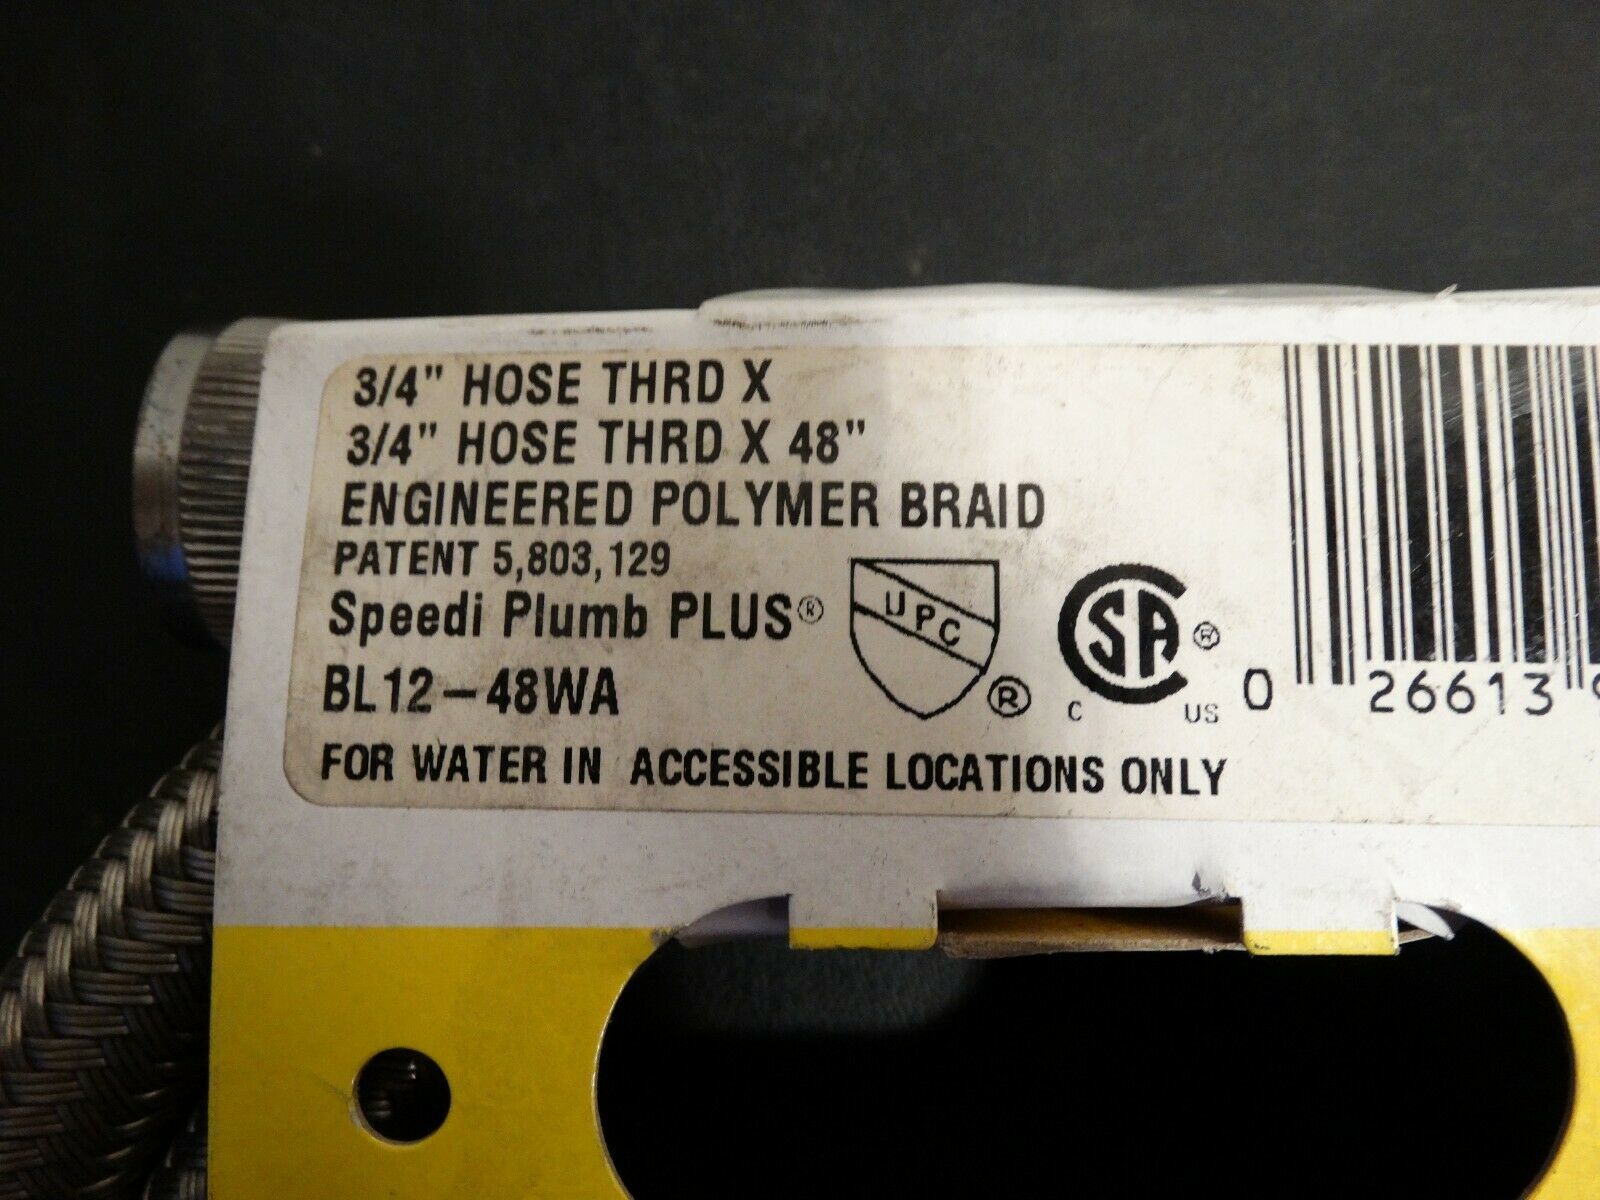 3/4" HOSE THRD X
3/4" HOSE THRD X 48"
ENGINEERED POLYMER BRAID
PATENT 5,803,129
Speedi Plumb PLUS®
BL12-48WA
UPC ®
CSA ®
C US
0 26613
FOR WATER IN ACCESSIBLE LOCATIONS ONLY